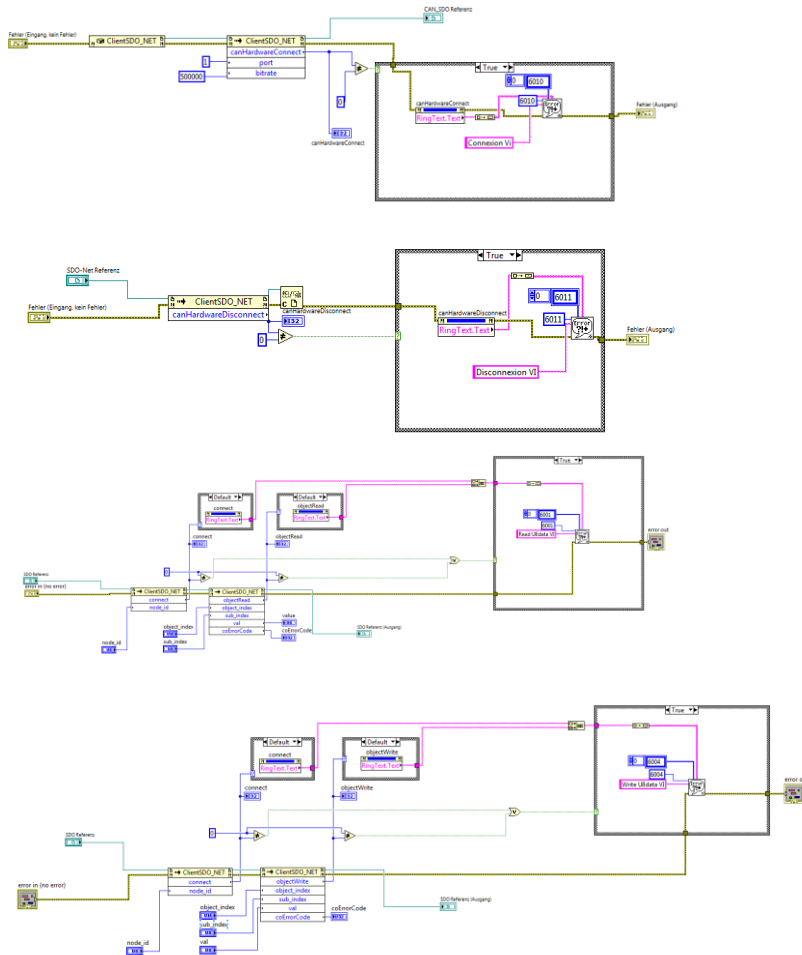 CAN_SDO Referenz
Fehler (Eingang, kein Fehler)
ClientSDO_NET
ClientSDO_NET
canHardwareConnect
port
bitrate
1
500000
0
canHardwareConnect
True
0
6010
6010
canHardwareConnect
RingText.Text
Connexion Vi
Error
Fehler (Ausgang)
SDO-Net Referenz
Fehler (Eingang, kein Fehler)
ClientSDO_NET
canHardwareDisconnect
canHardwareDisconnect
0
True
0
6011
6011
canHardwareDisconnect
RingText.Text
Disconnexion VI
Error
Fehler (Ausgang)
Default
connect
RingText.Text
connect
Default
objectRead
RingText.Text
objectRead
True
0
6001
6001
Read U8data VI
error out
0
SDO Referenz
error in (no error)
ClientSDO_NET
connect
node_id
ClientSDO_NET
objectRead
object_index
sub_index
val
coErrorCode
node_id
object_index
sub_index
value
coErrorCode
SDO Referenz (Ausgang)
Default
connect
RingText.Text
connect
Default
objectWrite
RingText.Text
objectWrite
True
0
6004
6004
Write U8data VI
error o
0
SDO Referenz
error in (no error)
ClientSDO_NET
connect
node_id
ClientSDO_NET
objectWrite
object_index
sub_index
val
coErrorCode
node_id
object_index
sub_index
val
coErrorCode
SDO Referenz (Ausgang)